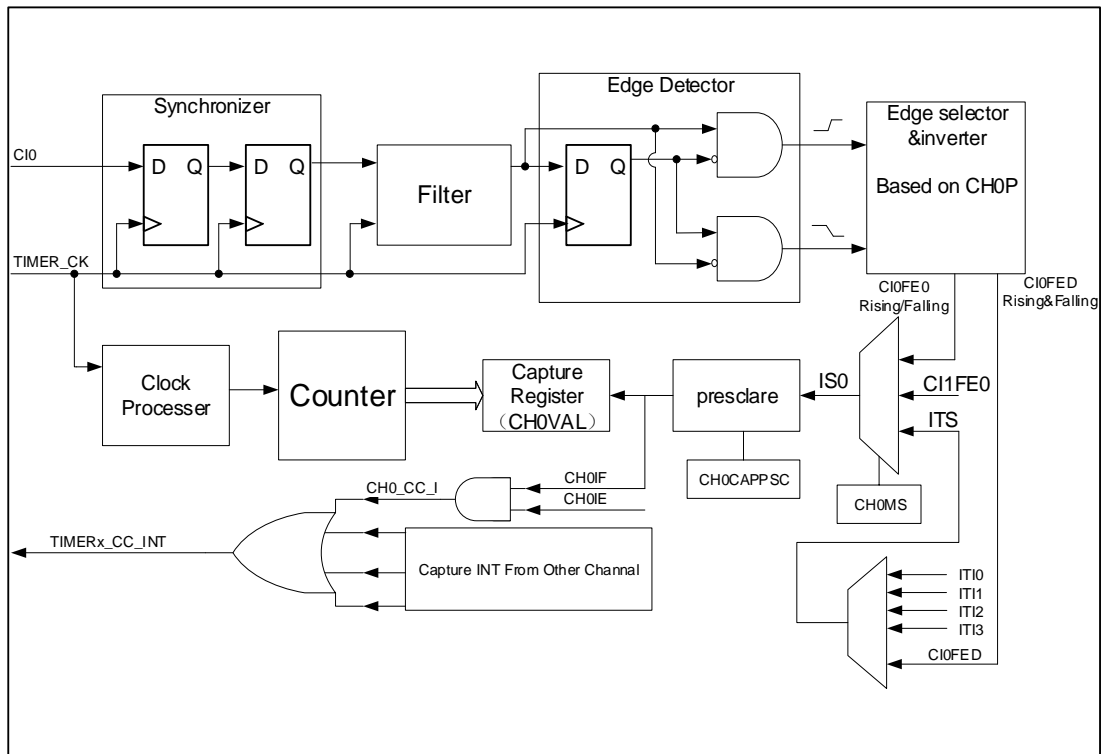 Synchronizer
Edge Detector
Edge selector
&inverter
Based on CH0P
CI0
D Q
D Q
Filter
D Q
TIMER_CK
CI0FE0
Rising/Falling
CI0FED
Rising&Falling
Clock
Processer
Counter
Capture
Register
（CH0VAL）
presclare
IS0
CI1FE0
ITS
CH0CAPPSC
CH0MS
CH0_CC_I
CH0IF
CH0IE
TIMERx_CC_INT
Capture INT From Other Channel
ITI0
ITI1
ITI2
ITI3
CI0FED